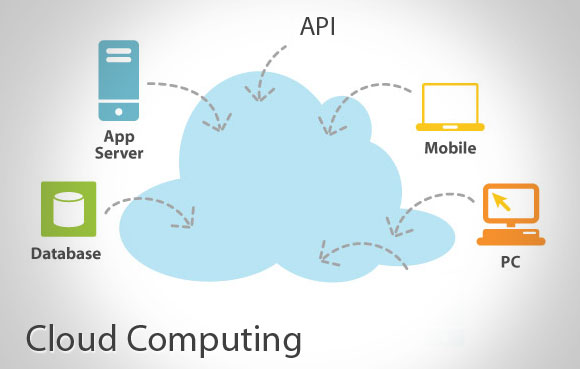 API
App
Server
Mobile
Database
PC
Cloud Computing